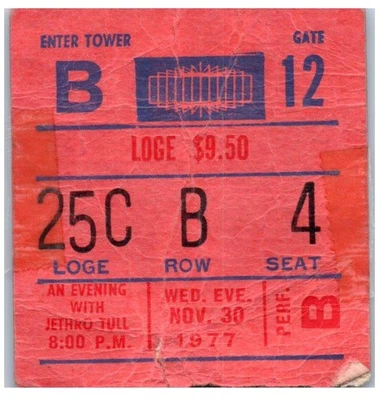 ENTER TOWER GATE
B 12
LOGE $9.50
25C B 4
LOGE ROW SEAT
AN EVENING
WITH
JETHRO TULL
8:00 P.M.
WED. EVE.
NOV. 30
1977
PERF. B